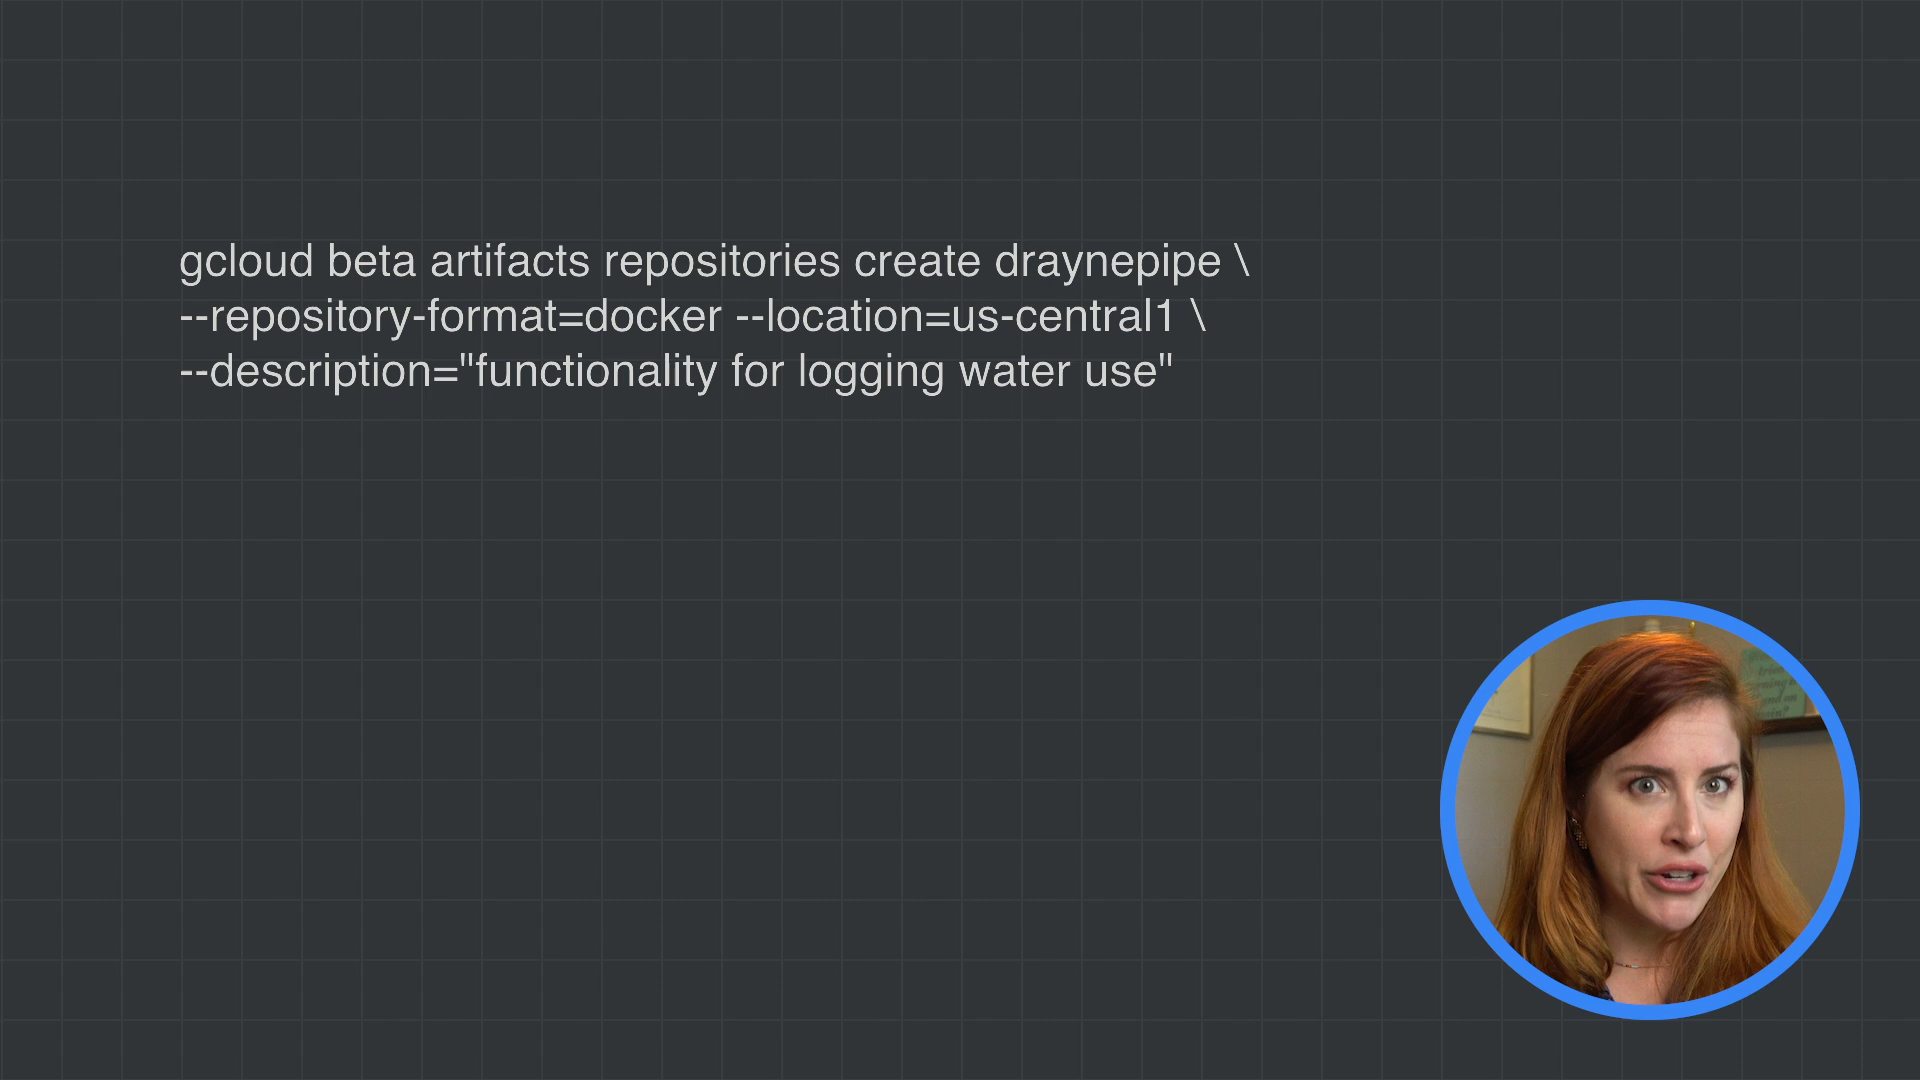 gcloud beta artifacts repositories create draynepipe \
--repository-format=docker --location=us-central1 \
--description="functionality for logging water use"